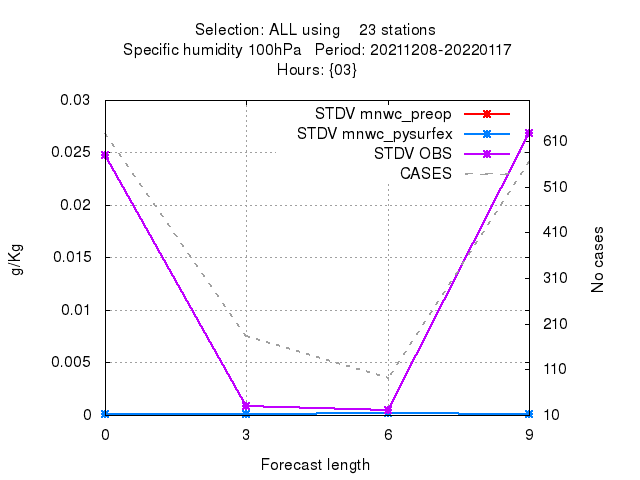 Selection: ALL using 23 stations
Specific humidity 100hPa Period: 20211208-20220117
Hours: {03}
STDV mnwc_preop
STDV mnwc_pysurfex
STDV OBS
CASES
0.03
0.025
0.02
0.015
0.01
0.005
0
g/Kg
610
510
410
310
210
110
10
No cases
0 3 6 9
Forecast length